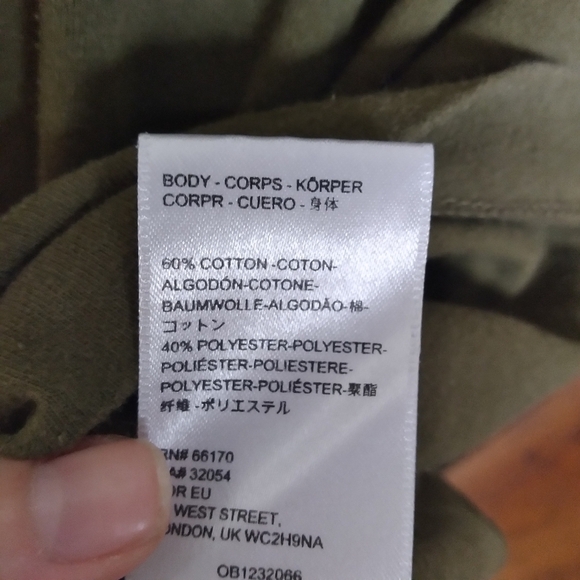 BODY - CORPS - KÖRPER
CORPR - CUERO - 身体
60% COTTON -COTON-
ALGODÓN-COTONE-
BAUMWOLLE-ALGODÃO-棉-
コットン
40% POLYESTER-POLYESTER-
POLIÉSTER-POLIESTERE-
POLYESTER-POLIÉSTER-聚酯
纤维 -ポリエステル
RN# 66170
A# 32054
OR EU
WEST STREET,
ONDON, UK WC2H9NA
OB1232066